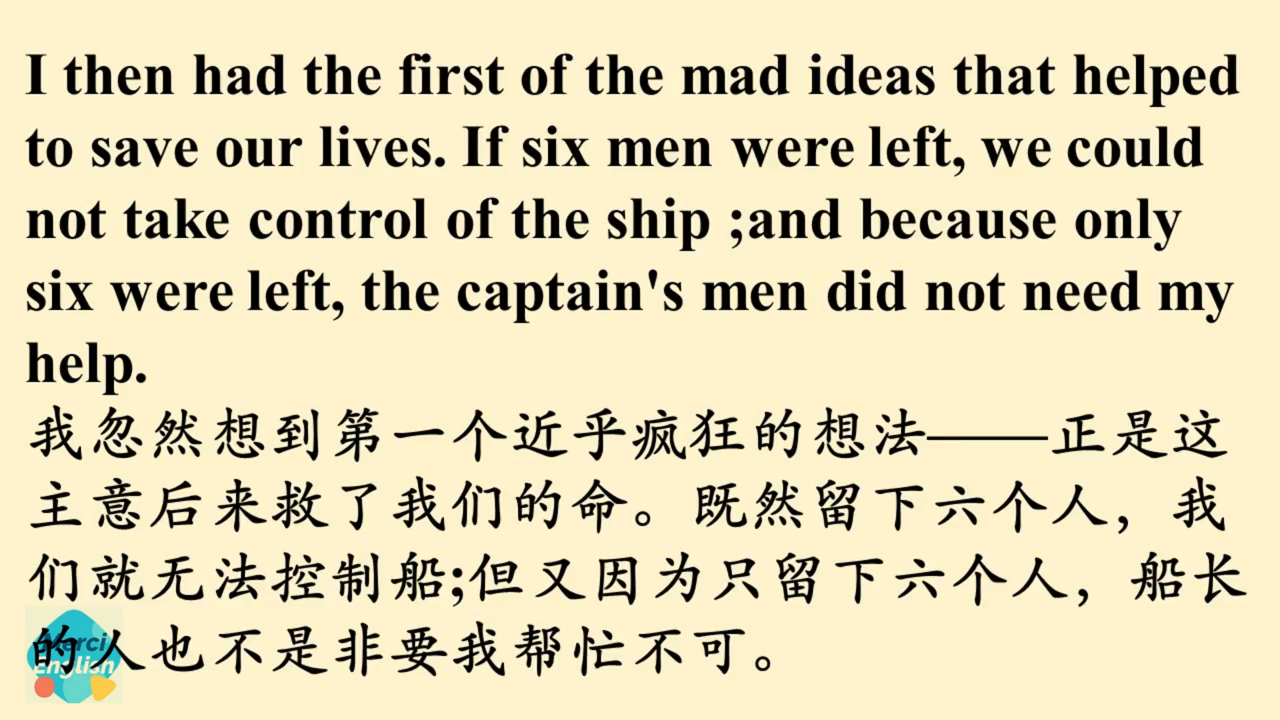 I then had the first of the mad ideas that helped
to save our lives. If six men were left, we could
not take control of the ship ;and because only
six were left, the captain's men did not need my
help.
我忽然想到第一个近乎疯狂的想法——正是这
主意后来救了我们的命。既然留下六个人，我
们就无法控制船;但又因为只留下六个人，船长
的人也不是非要我帮忙不可。
Merci
English